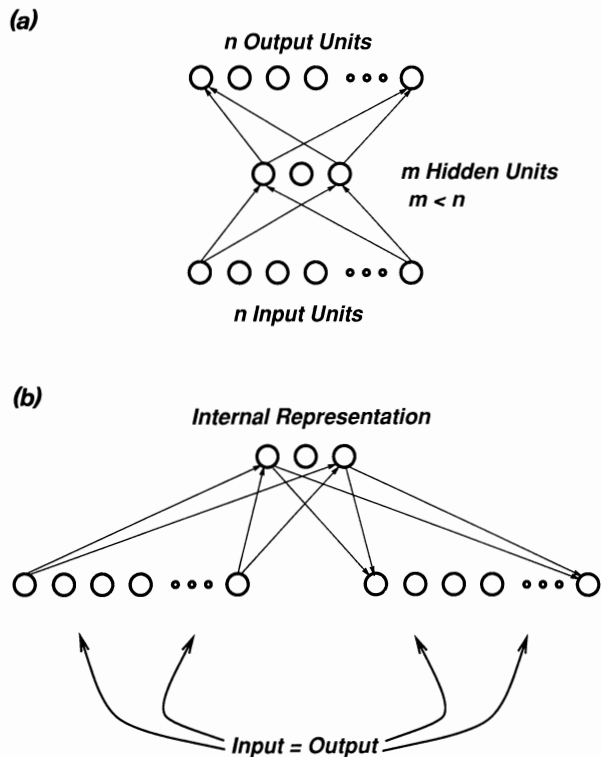 (a)
n Output Units
m Hidden Units
m < n
n Input Units
(b)
Internal Representation
Input = Output